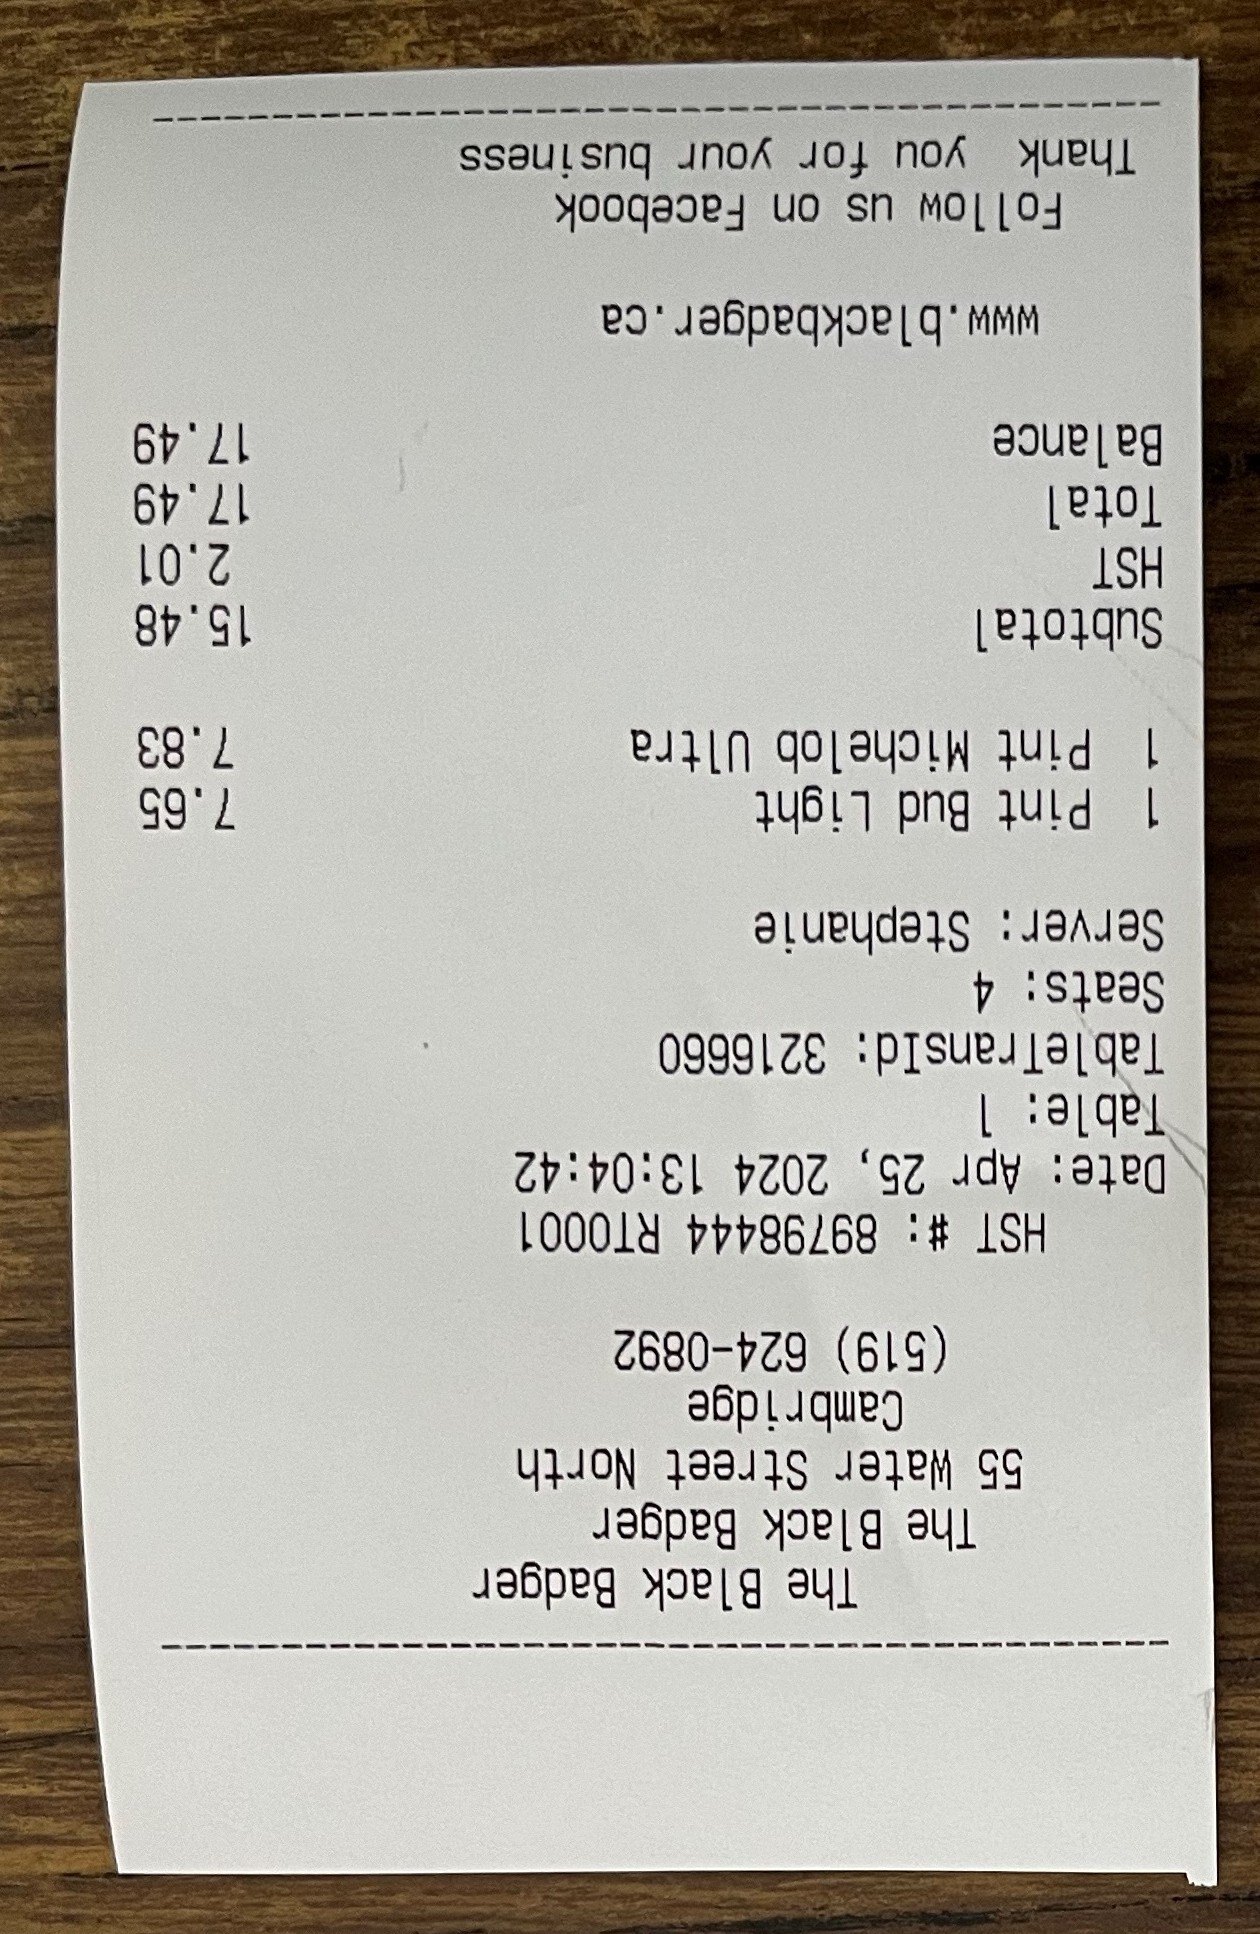 The Black Badger
The Black Badger
55 Water Street North
Cambridge
(519) 624-0892
HST #: 89798444 RT0001
Date: Apr 25, 2024 13:04:42
Table: 1
TableTransId: 3216660
Seats: 4
Server: Stephanie
1 Pint Bud Light 7.65
1 Pint Michelob Ultra 7.83
Subtotal 15.48
HST 2.01
Total 17.49
Balance 17.49
www.blackbadger.ca
Follow us on Facebook
Thank you for your business